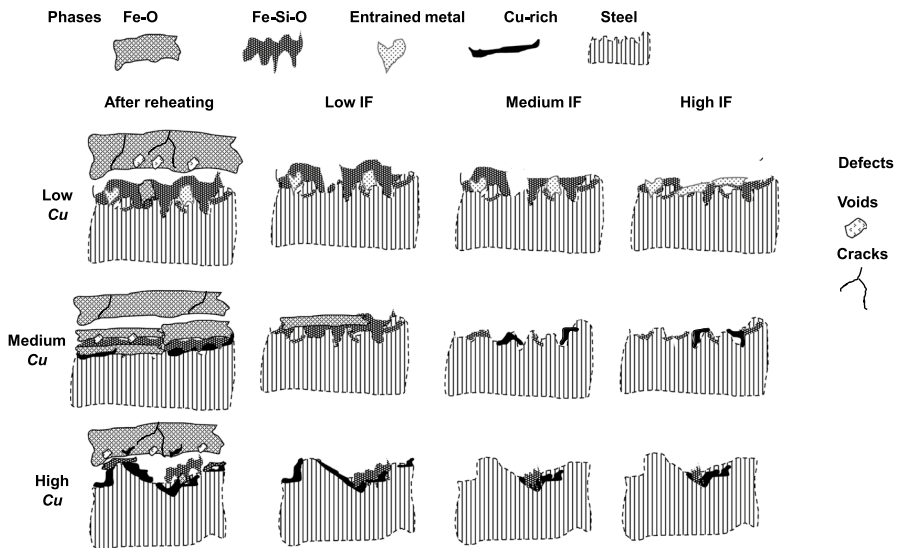 Phases Fe-O Fe-Si-O Entrained metal Cu-rich Steel
After reheating Low IF Medium IF High IF
Defects
Low
Cu
Voids
Cracks
Medium
Cu
High
Cu